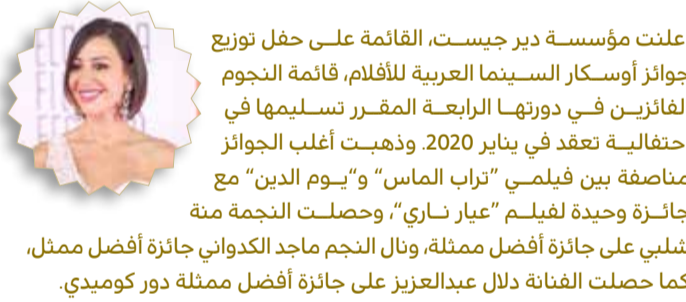 علنت مؤسسة دير جيست، القائمة على حفل توزيع
جوائز أوسكار السينما العربية للأفلام، قائمة النجوم
لفائزين في دورتها الرابعة المقرر تسليمها في
حتفالية تعقد في يناير 2020. وذهبت أغلب الجوائز
مناصفة بين فيلمي ”تراب الماس“ و“يوم الدين“ مع
جائزة وحيدة لفيلم ”عيار ناري“، وحصلت النجمة منة
شلبي على جائزة أفضل ممثلة، ونال النجم ماجد الكدواني جائزة أفضل ممثل،
كما حصلت الفنانة دلال عبدالعزيز على جائزة أفضل ممثلة دور كوميدي.